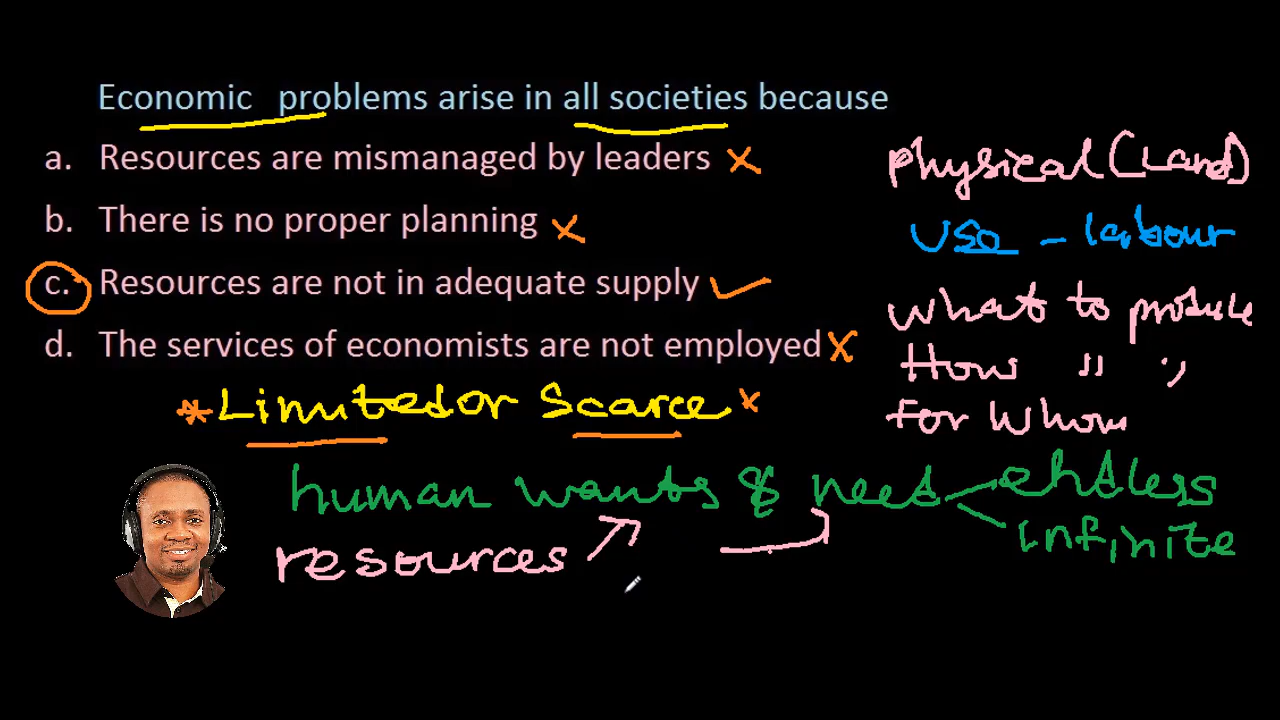 Economic problems arise in all societies because
a. Resources are mismanaged by leaders
b. There is no proper planning
c. Resources are not in adequate supply
d. The services of economists are not employed
Physical (Land)
USO - labour
What to produce
How " "
For Whom
* Limited or Scarce x
human wants & need
endless
infinite
resources